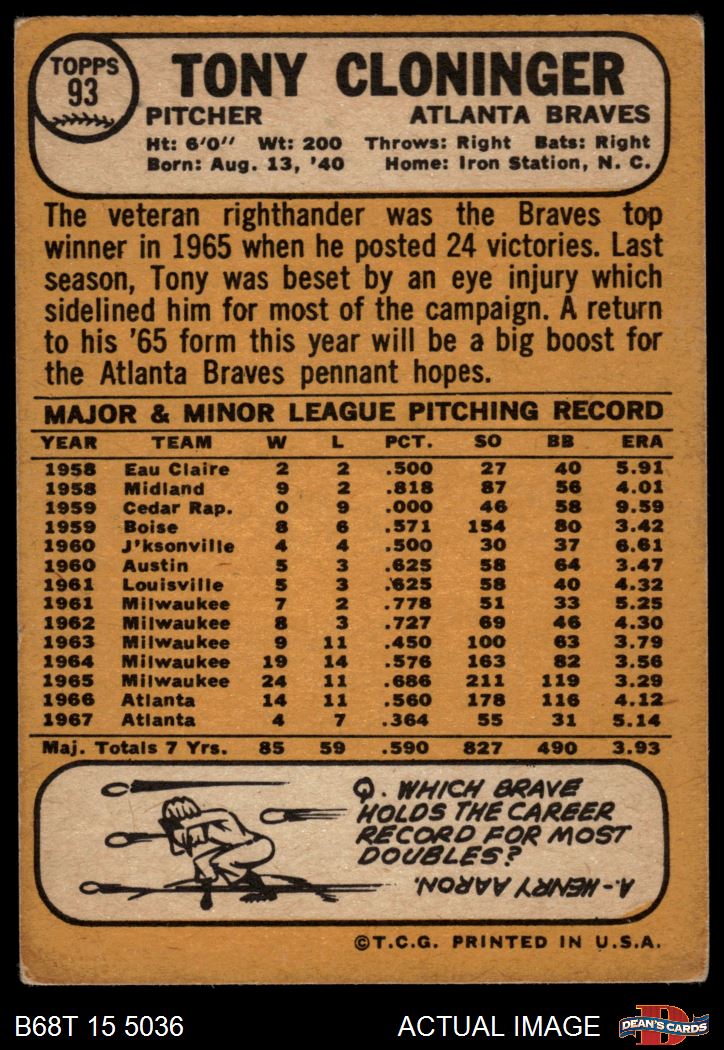 TOPPS
93
TONY CLONINGER
PITCHER ATLANTA BRAVES
Ht: 6'0" Wt: 200 Throws: Right Bats: Right
Born: Aug. 13, '40 Home: Iron Station, N. C.
The veteran righthander was the Braves top
winner in 1965 when he posted 24 victories. Last
season, Tony was beset by an eye injury which
sidelined him for most of the campaign. A return
to his '65 form this year will be a big boost for
the Atlanta Braves pennant hopes.
MAJOR & MINOR LEAGUE PITCHING RECORD
YEAR TEAM W L PCT. SO BB ERA
1958 Eau Claire 2 2 .500 27 40 5.91
1958 Midland 9 2 .818 87 56 4.01
1959 Cedar Rap. 0 9 .000 46 58 9.59
1959 Boise 8 6 .571 154 80 3.42
1960 J'ksonville 4 4 .500 30 37 6.61
1960 Austin 5 3 .625 58 64 3.47
1961 Louisville 5 3 .625 58 40 4.32
1961 Milwaukee 7 2 .778 51 33 5.25
1962 Milwaukee 8 3 .727 69 46 4.30
1963 Milwaukee 9 11 .450 100 63 3.79
1964 Milwaukee 19 14 .576 163 82 3.56
1965 Milwaukee 24 11 .686 211 119 3.29
1966 Atlanta 14 11 .560 178 116 4.12
1967 Atlanta 4 7 .364 55 31 5.14
Maj. Totals 7 Yrs. 85 59 .590 827 490 3.93
Q. WHICH BRAVE
HOLDS THE CAREER
RECORD FOR MOST
DOUBLES?
A-HENRY AARON.
©T.C.G. PRINTED IN U.S.A.
B68T 15 5036 ACTUAL IMAGE
D
DEAN'S CARDS